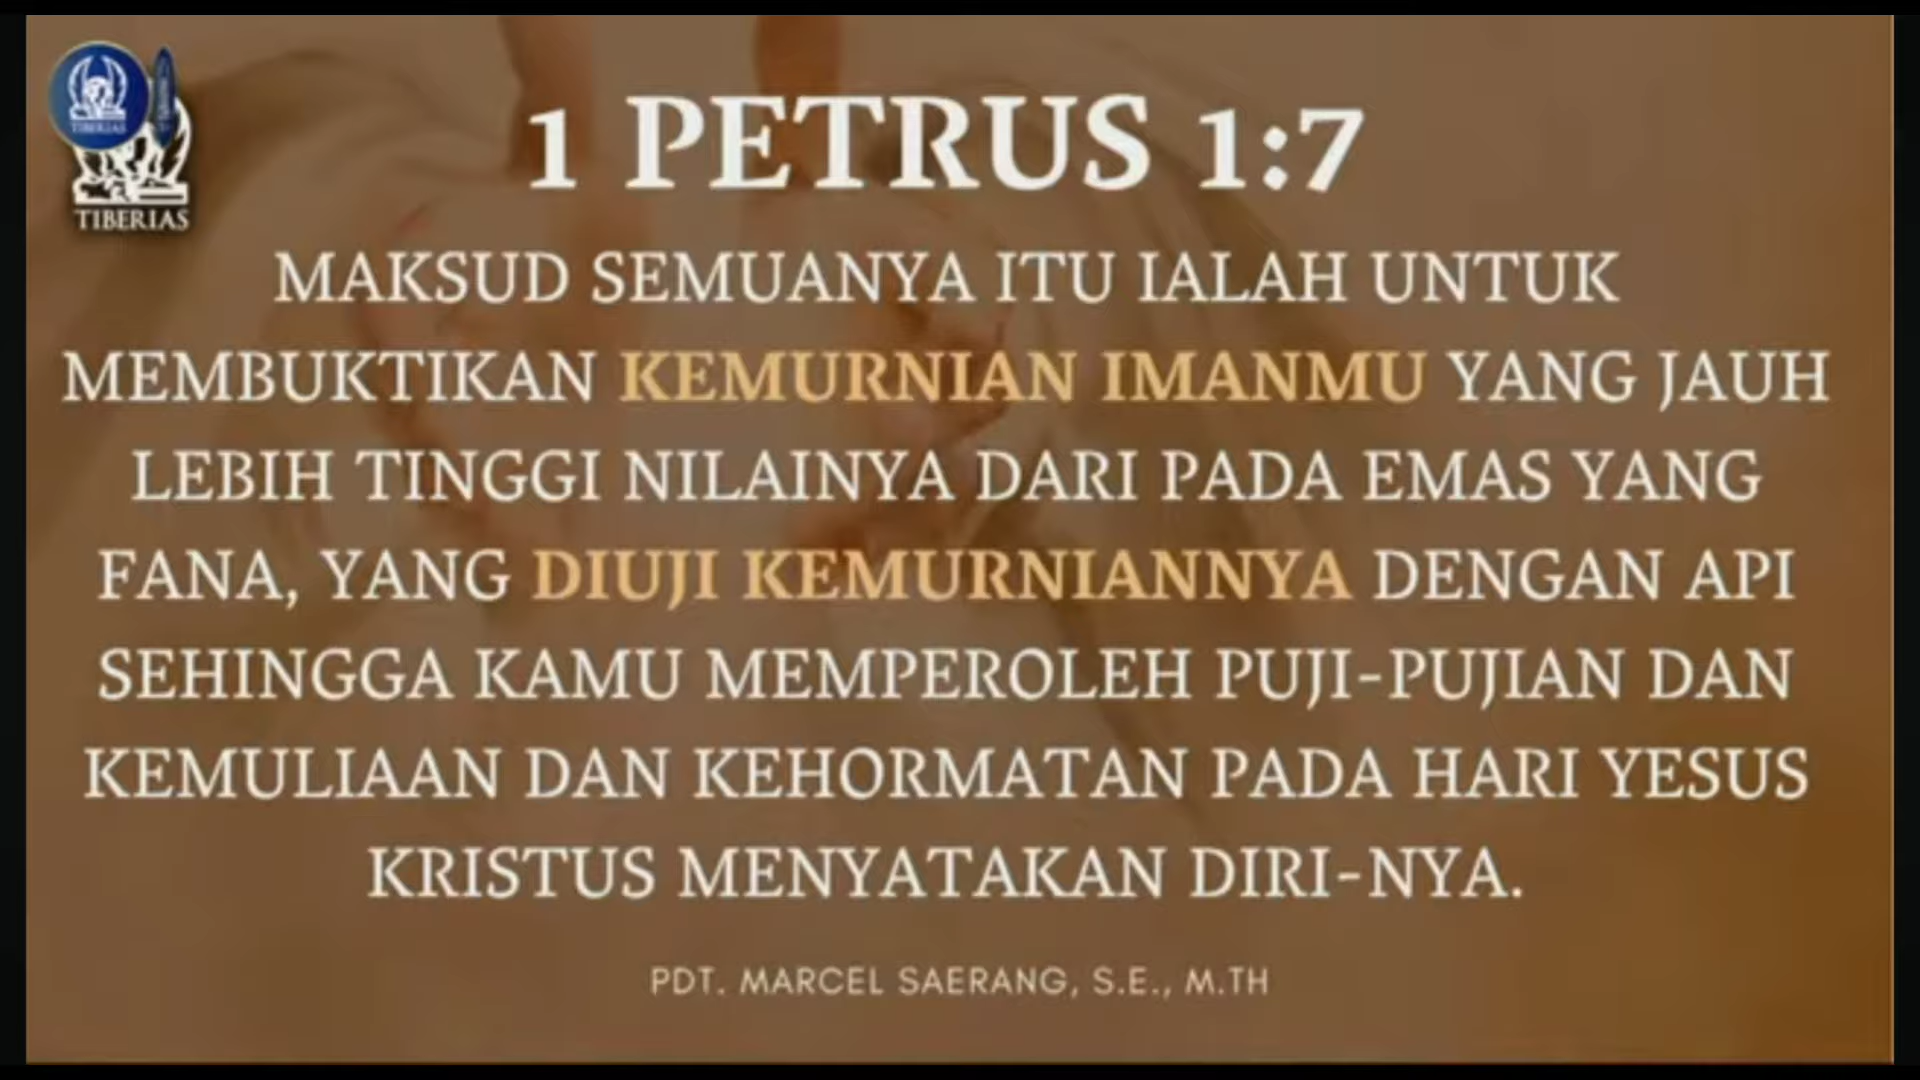 TIBERIAS
TIBERIAS
1 PETRUS 1:7
MAKSUD SEMUANYA ITU IALAH UNTUK
MEMBUKTIKAN KEMURNIAN IMANMU YANG JAUH
LEBIH TINGGI NILAINYA DARI PADA EMAS YANG
FANA, YANG DIUJI KEMURNIANNYA DENGAN API
SEHINGGA KAMU MEMPEROLEH PUJI-PUJIAN DAN
KEMULIAAN DAN KEHORMATAN PADA HARI YESUS
KRISTUS MENYATAKAN DIRI-NYA.
PDT. MARCEL SAERANG, S.E., M.TH